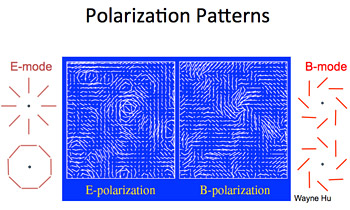 Polarization Patterns
E-mode
B-mode
E-polarization
B-polarization
Wayne Hu